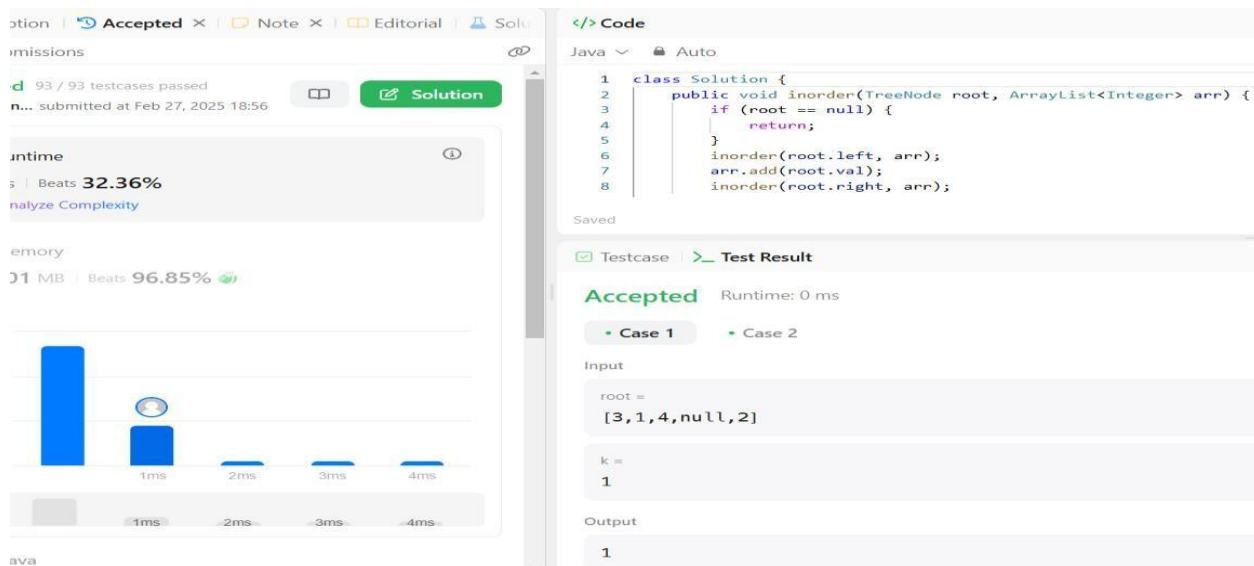 ption Accepted × Note × Editorial Solu
missions
d 93 / 93 testcases passed
n... submitted at Feb 27, 2025 18:56
Solution
untime
s Beats 32.36%
nalyze Complexity
emory
01 MB Beats 96.85%
1ms 2ms 3ms 4ms
1ms 2ms 3ms 4ms
ava
</> Code
Java Auto
1 class Solution {
2 public void inorder(TreeNode root, ArrayList<Integer> arr) {
3 if (root == null) {
4 return;
5 }
6 inorder(root.left, arr);
7 arr.add(root.val);
8 inorder(root.right, arr);
Saved
Testcase >_ Test Result
Accepted Runtime: 0 ms
• Case 1 • Case 2
Input
root =
[3,1,4,null,2]
k =
1
Output
1